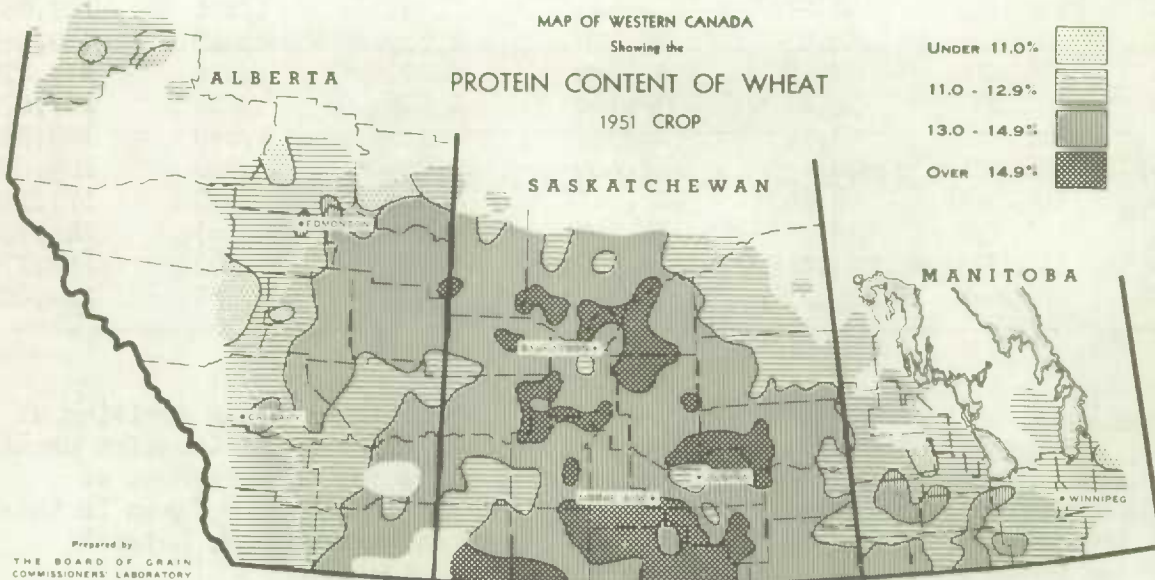 MAP OF WESTERN CANADA
Showing the
PROTEIN CONTENT OF WHEAT
1951 CROP
UNDER 11.0%
11.0 - 12.9%
13.0 - 14.9%
OVER 14.9%
ALBERTA
SASKATCHEWAN
MANITOBA
EDMONTON
CALGARY
WINNIPEG
Prepared by
THE BOARD OF GRAIN
COMMISSIONERS' LABORATORY